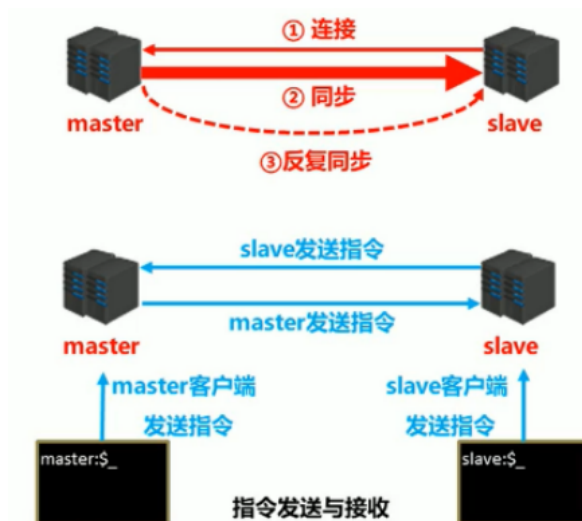 ① 连接
② 同步
master
slave
③反复同步
slave发送指令
master发送指令
master
slave
master客户端
发送指令
slave客户端
发送指令
master:$_
slave:$_
指令发送与接收